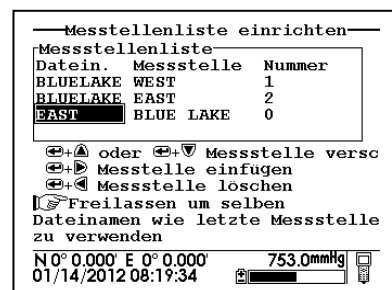 Messtellenliste einrichten
Messstellenliste
Datein. Messstelle Nummer
BLUELAKE WEST 1
BLUELAKE EAST 2
EAST BLUE LAKE 0
+ oder + Messstelle versc
+ Messstelle einfügen
+ Messstelle löschen
Freilassen um selben
Dateinamen wie letzte Messstelle
zu verwenden
N 0° 0.000' E 0° 0.000' 753.0mmHg
01/14/2012 08:19:34